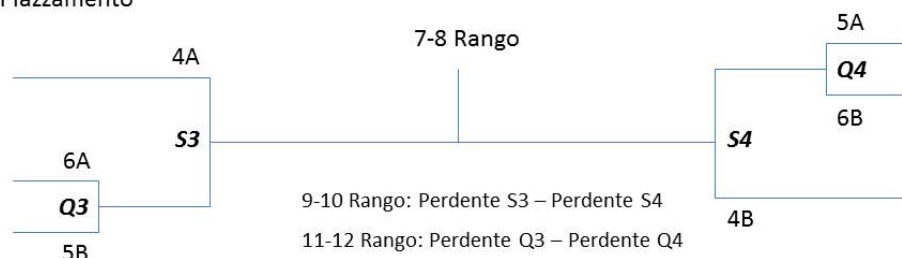 Piazzamento
5A
4A
7-8 Rango
Q4
6B
S3
S4
6A
Q3
9-10 Rango: Perdente S3 – Perdente S4
4B
11-12 Rango: Perdente Q3 – Perdente Q4
5B